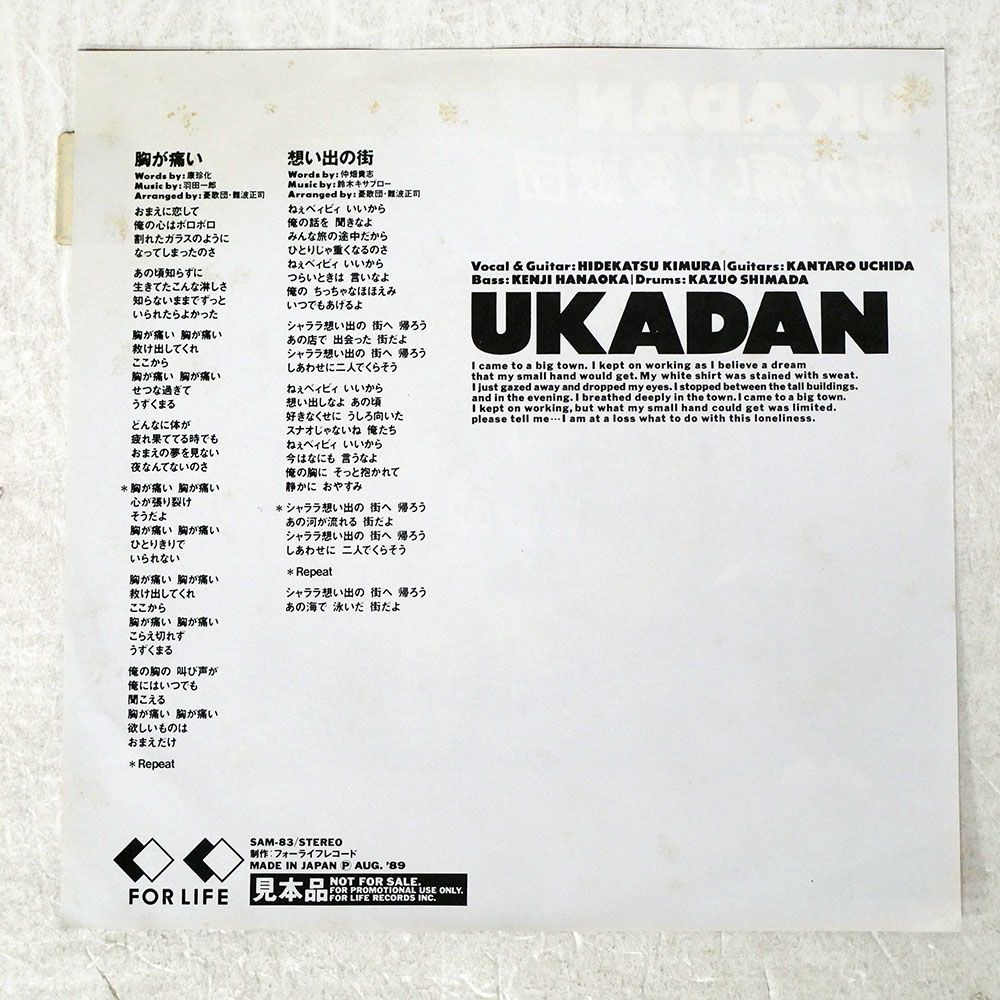 胸が痛い
Words by:康珍化
Music by:羽田一郎
Arranged by:憂歌団・難波正司
おまえに恋して
俺の心はボロボロ
割れたガラスのように
なってしまったのさ
あの頃知らずに
生きてたこんな淋しさ
知らないままでずっと
いられたらよかった
胸が痛い 胸が痛い
救け出してくれ
ここから
胸が痛い 胸が痛い
せつな過ぎて
うずくまる
どんなに体が
疲れ果ててる時でも
おまえの夢を見ない
夜なんてないのさ
*胸が痛い 胸が痛い
心が張り裂け
そうだよ
胸が痛い 胸が痛い
ひとりきりで
いられない
胸が痛い 胸が痛い
救け出してくれ
ここから
胸が痛い 胸が痛い
こらえ切れず
うずくまる
俺の胸の 叫び声が
俺にはいつでも
聞こえる
胸が痛い 胸が痛い
欲しいものは
おまえだけ
*Repeat
想い出の街
Words by:仲畑貴志
Music by:鈴木キサブロー
Arranged by:憂歌団・難波正司
ねぇベィビィ いいから
俺の話を 聞きなよ
みんな旅の途中だから
ひとりじゃ重くなるのさ
ねぇベィビィ いいから
つらいときは 言いなよ
俺の ちっちゃなほほえみ
いつでもあげるよ
シャララ想い出の 街へ 帰ろう
あの店で 出会った 街だよ
シャララ想い出の 街へ 帰ろう
しあわせに二人でくらそう
ねぇベィビィ いいから
想い出しなよ あの頃
好きなくせに うしろ向いた
スナオじゃないね 俺たち
ねぇベィビィ いいから
今はなにも 言うなよ
俺の胸に そっと抱かれて
静かに おやすみ
*シャララ想い出の 街へ 帰ろう
あの河が流れる 街だよ
シャララ想い出の 街へ 帰ろう
しあわせに 二人でくらそう
*Repeat
シャララ想い出の 街へ 帰ろう
あの海で 泳いだ 街だよ
Vocal & Guitar: HIDEKATSU KIMURA|Guitars: KANTARO UCHIDA
Bass: KENJI HANAOKA|Drums: KAZUO SHIMADA
UKADAN
I came to a big town. I kept on working as I believe a dream
that my small hand would get. My white shirt was stained with sweat.
I just gazed away and dropped my eyes. I stopped between the tall buildings.
and in the evening. I breathed deeply in the town. I came to a big town.
I kept on working, but what my small hand could get was limited.
please tell me…I am at a loss what to do with this loneliness.
FOR LIFE
SAM-83/STEREO
制作:フォーライフレコード
MADE IN JAPAN Ⓟ AUG. '89
見本品
NOT FOR SALE.
FOR PROMOTIONAL USE ONLY.
FOR LIFE RECORDS INC.
UKADAN